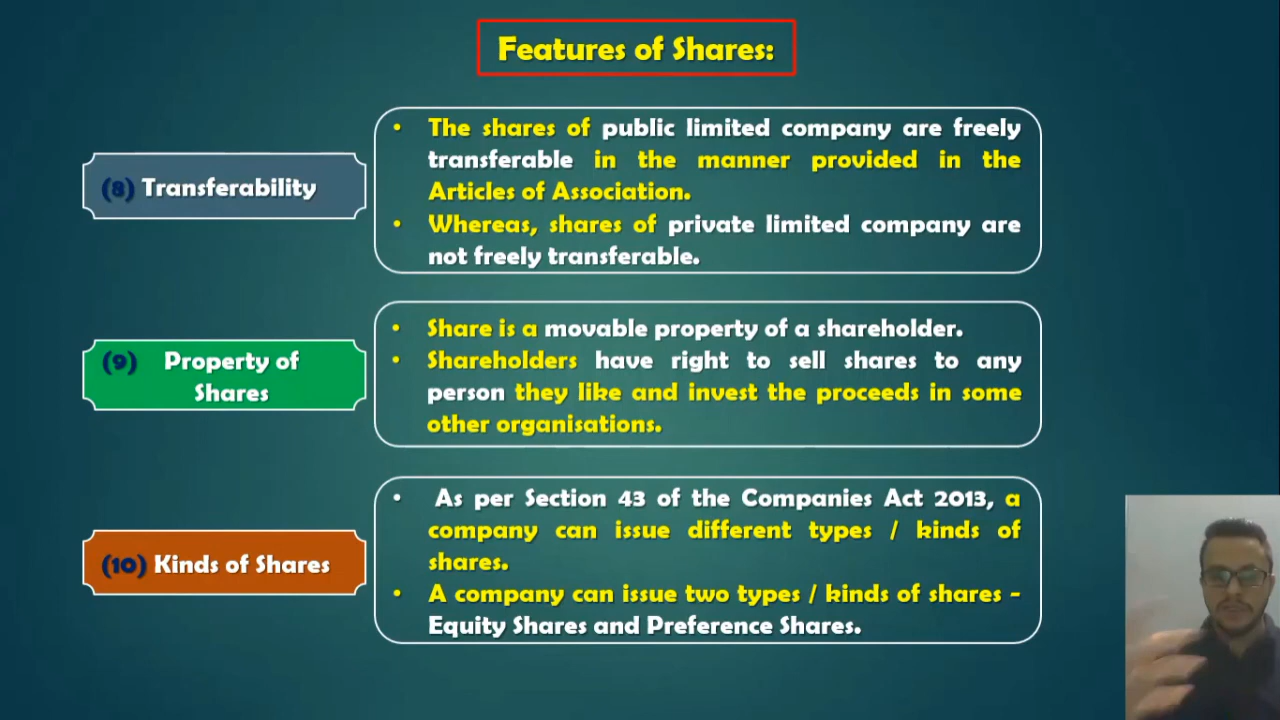 Features of Shares:
(8) Transferability
• The shares of public limited company are freely
transferable in the manner provided in the
Articles of Association.
• Whereas, shares of private limited company are
not freely transferable.
(9) Property of
Shares
• Share is a movable property of a shareholder.
• Shareholders have right to sell shares to any
person they like and invest the proceeds in some
other organisations.
(10) Kinds of Shares
• As per Section 43 of the Companies Act 2013, a
company can issue different types / kinds of
shares.
• A company can issue two types / kinds of shares -
Equity Shares and Preference Shares.